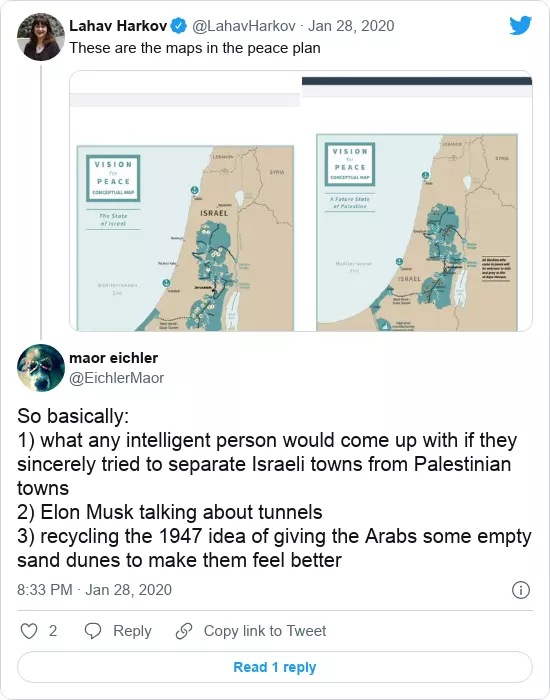 Lahav Harkov @LahavHarkov · Jan 28, 2020
These are the maps in the peace plan
VISION
for
PEACE
CONCEPTUAL MAP
The State
of Israel
LEBANON
SYRIA
ISRAEL
Mediterranean
Sea
VISION
for
PEACE
CONCEPTUAL MAP
A Future State
of Palestine
LEBANON
SYRIA
Mediterranean
Sea
ISRAEL
maor eichler
@EichlerMaor
So basically:
1) what any intelligent person would come up with if they
sincerely tried to separate Israeli towns from Palestinian
towns
2) Elon Musk talking about tunnels
3) recycling the 1947 idea of giving the Arabs some empty
sand dunes to make them feel better
8:33 PM · Jan 28, 2020
2 Reply Copy link to Tweet
Read 1 reply